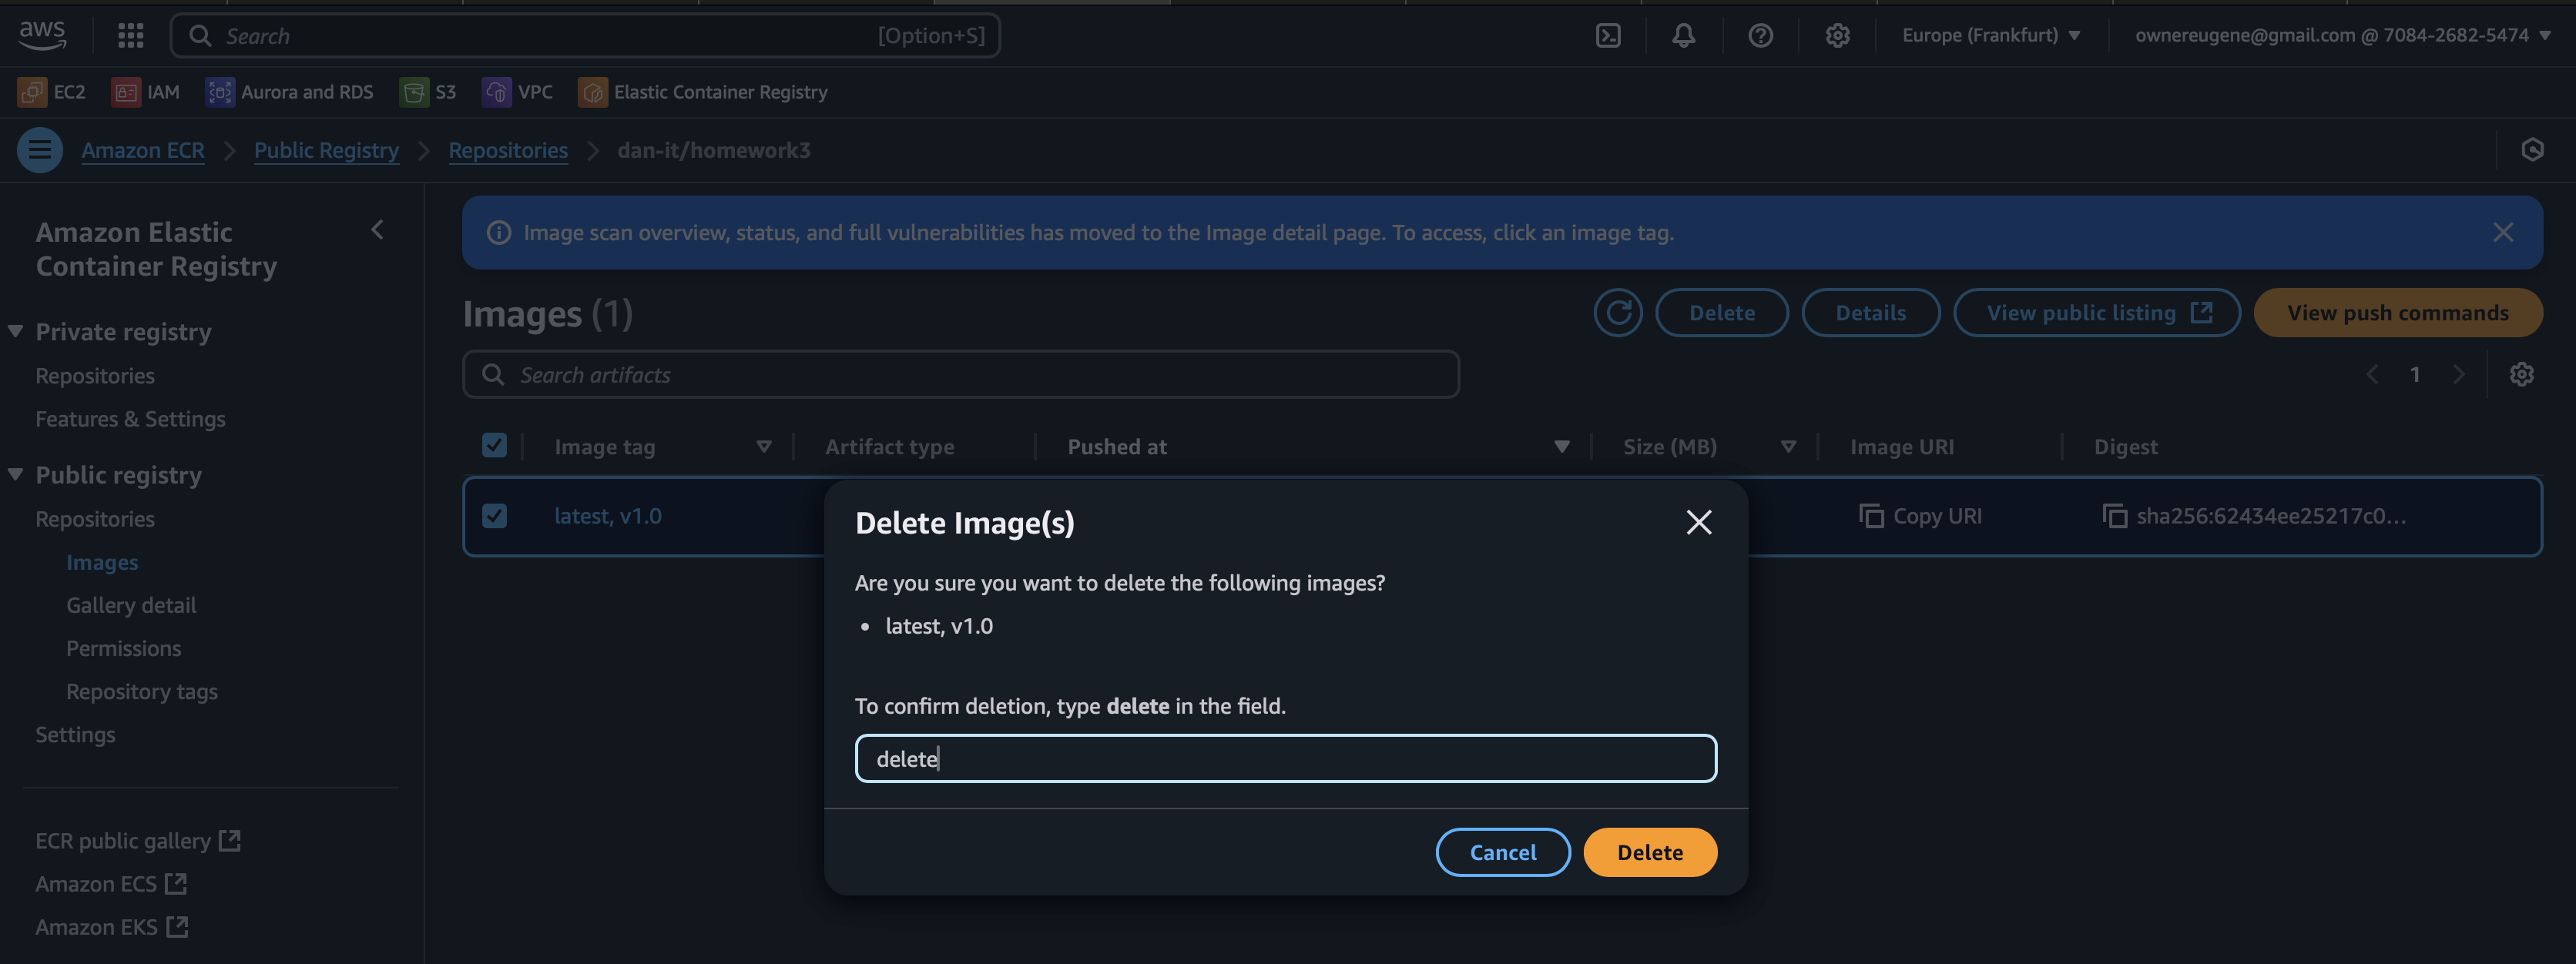 aws
Search
[Option+S]
Europe (Frankfurt)
ownereugene@gmail.com @ 7084-2682-5474
EC2
IAM
Aurora and RDS
S3
VPC
Elastic Container Registry
Amazon ECR
Public Registry
Repositories
dan-it/homework3
Amazon Elastic
Container Registry
Private registry
Repositories
Features & Settings
Public registry
Repositories
Images
Gallery detail
Permissions
Repository tags
Settings
ECR public gallery
Amazon ECS
Amazon EKS
Image scan overview, status, and full vulnerabilities has moved to the Image detail page. To access, click an image tag.
Images (1)
Delete
Details
View public listing
View push commands
Search artifacts
1
Image tag
Artifact type
Pushed at
Size (MB)
Image URI
Digest
latest, v1.0
Copy URI
sha256:62434ee25217c0...
Delete Image(s)
Are you sure you want to delete the following images?
• latest, v1.0
To confirm deletion, type delete in the field.
delete
Cancel
Delete